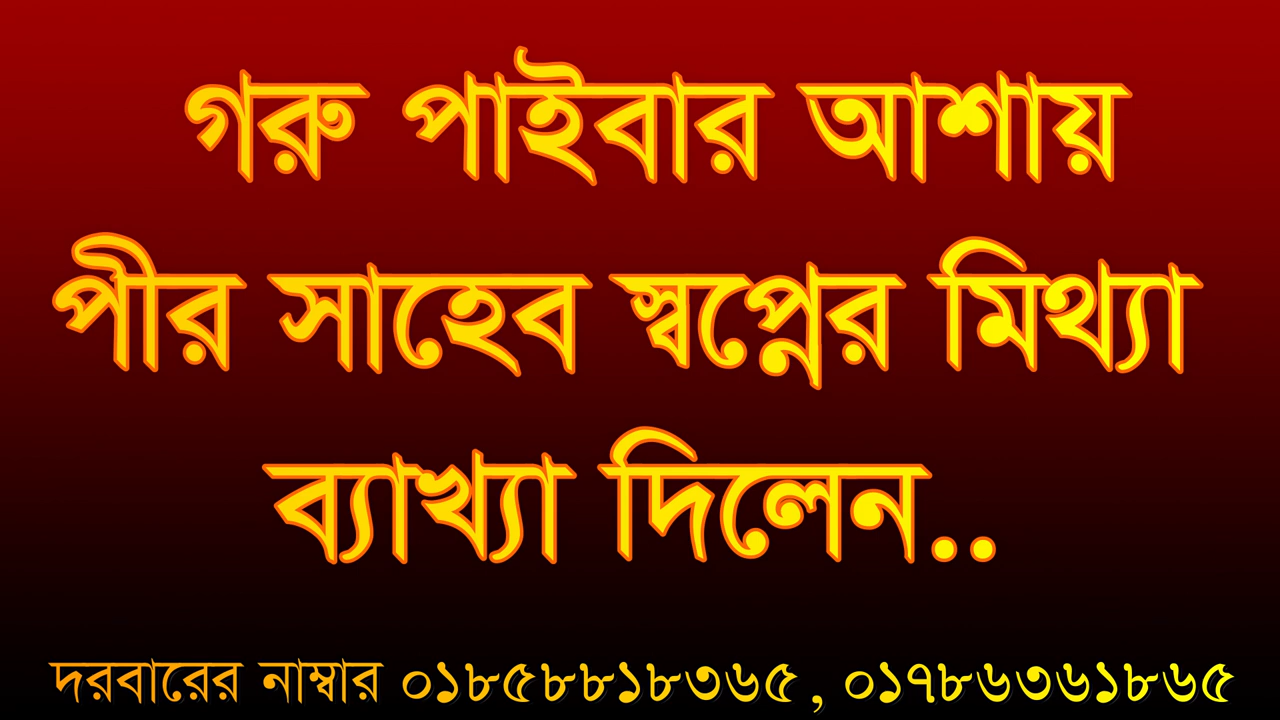 গরু পাইবার আশায়
পীর সাহেব স্বপ্নের মিথ্যা
ব্যাখ্যা দিলেন..
দরবারের নাম্বার ০১৮৫৮৮১৮৩৬৫, ০১৭৮৬৩৬১৮৬৫